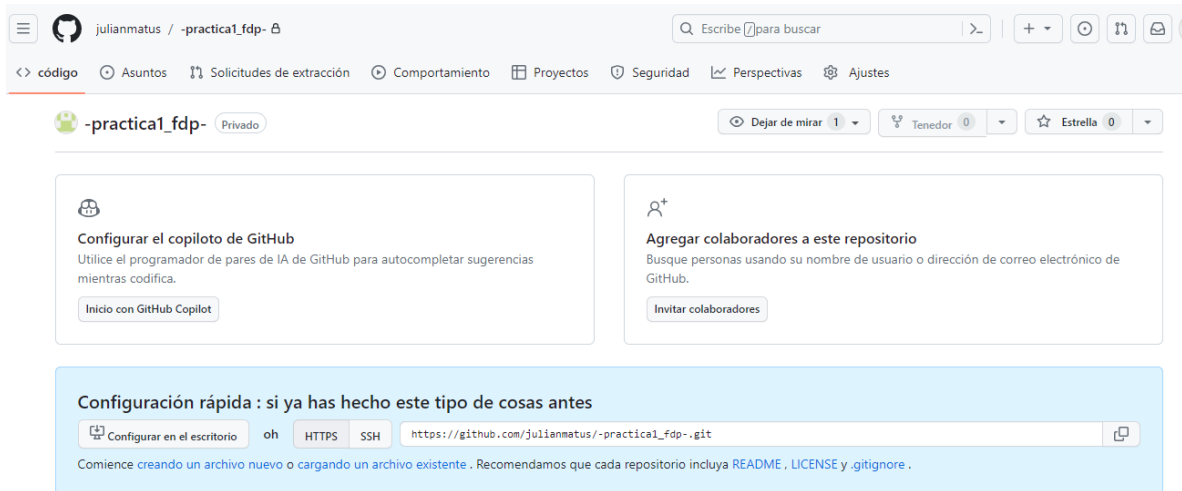 julianmatus / -practica1_fdp-
Escribe / para buscar
<> código Asuntos Solicitudes de extracción Comportamiento Proyectos Seguridad Perspectivas Ajustes
-practica1_fdp- Privado
Dejar de mirar 1 Tenedor 0 Estrella 0
Configurar el copiloto de GitHub
Utilice el programador de pares de IA de GitHub para autocompletar sugerencias
mientras codifica.
Inicio con GitHub Copilot
Agregar colaboradores a este repositorio
Busque personas usando su nombre de usuario o dirección de correo electrónico de
GitHub.
Invitar colaboradores
Configuración rápida : si ya has hecho este tipo de cosas antes
Configurar en el escritorio oh HTTPS SSH https://github.com/julianmatus/-practica1_fdp-.git
Comience creando un archivo nuevo o cargando un archivo existente . Recomendamos que cada repositorio incluya README , LICENSE y .gitignore .